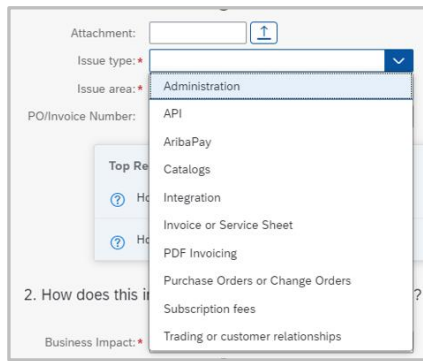 Attachment:
Issue type:*
Issue area:*
Administration
PO/Invoice Number:
API
AribaPay
Top Re
Catalogs
Ho
Integration
Invoice or Service Sheet
Ho
PDF Invoicing
Purchase Orders or Change Orders
2. How does this i ?
Subscription fees
Business Impact:*
Trading or customer relationships